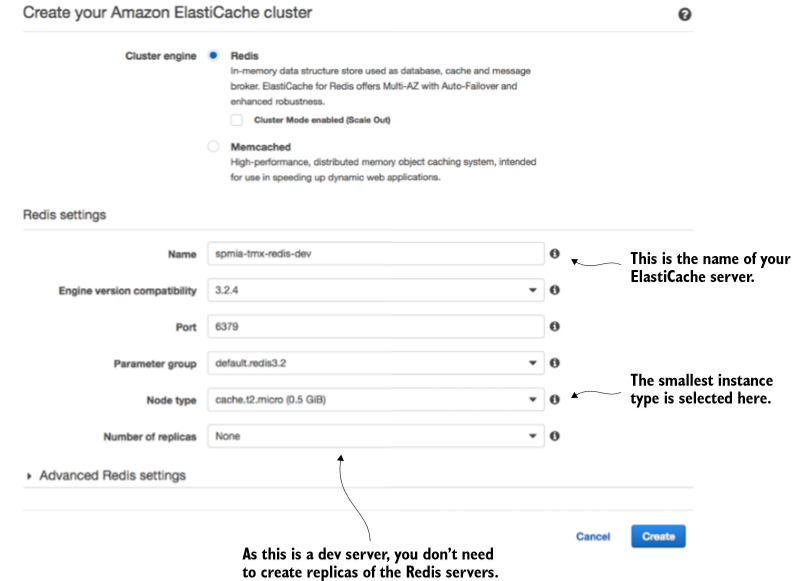 Create your Amazon ElastiCache cluster
Cluster engine
Redis
In-memory data structure store used as database, cache and message
broker. ElastiCache for Redis offers Multi-AZ with Auto-Failover and
enhanced robustness.
Cluster Mode enabled (Scale Out)
Memcached
High-performance, distributed memory object caching system, intended
for use in speeding up dynamic web applications.
Redis settings
Name
spmia-tmx-redis-dev
This is the name of your
ElastiCache server.
Engine version compatibility
3.2.4
Port
6379
Parameter group
default.redis3.2
Node type
cache.t2.micro (0.5 GiB)
The smallest instance
type is selected here.
Number of replicas
None
Advanced Redis settings
Cancel
Create
As this is a dev server, you don't need
to create replicas of the Redis servers.